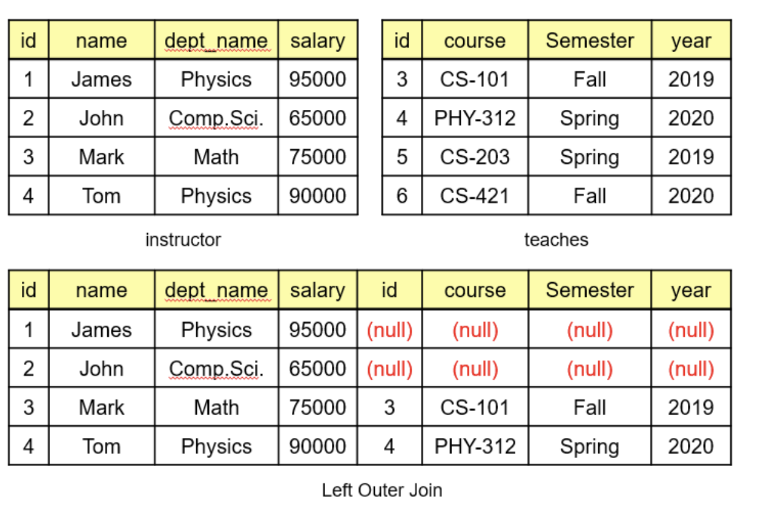 id name dept_name salary
1 James Physics 95000
2 John Comp.Sci. 65000
3 Mark Math 75000
4 Tom Physics 90000
instructor
id course Semester year
3 CS-101 Fall 2019
4 PHY-312 Spring 2020
5 CS-203 Spring 2019
6 CS-421 Fall 2020
teaches
id name dept_name salary id course Semester year
1 James Physics 95000 (null) (null) (null) (null)
2 John Comp.Sci. 65000 (null) (null) (null) (null)
3 Mark Math 75000 3 CS-101 Fall 2019
4 Tom Physics 90000 4 PHY-312 Spring 2020
Left Outer Join